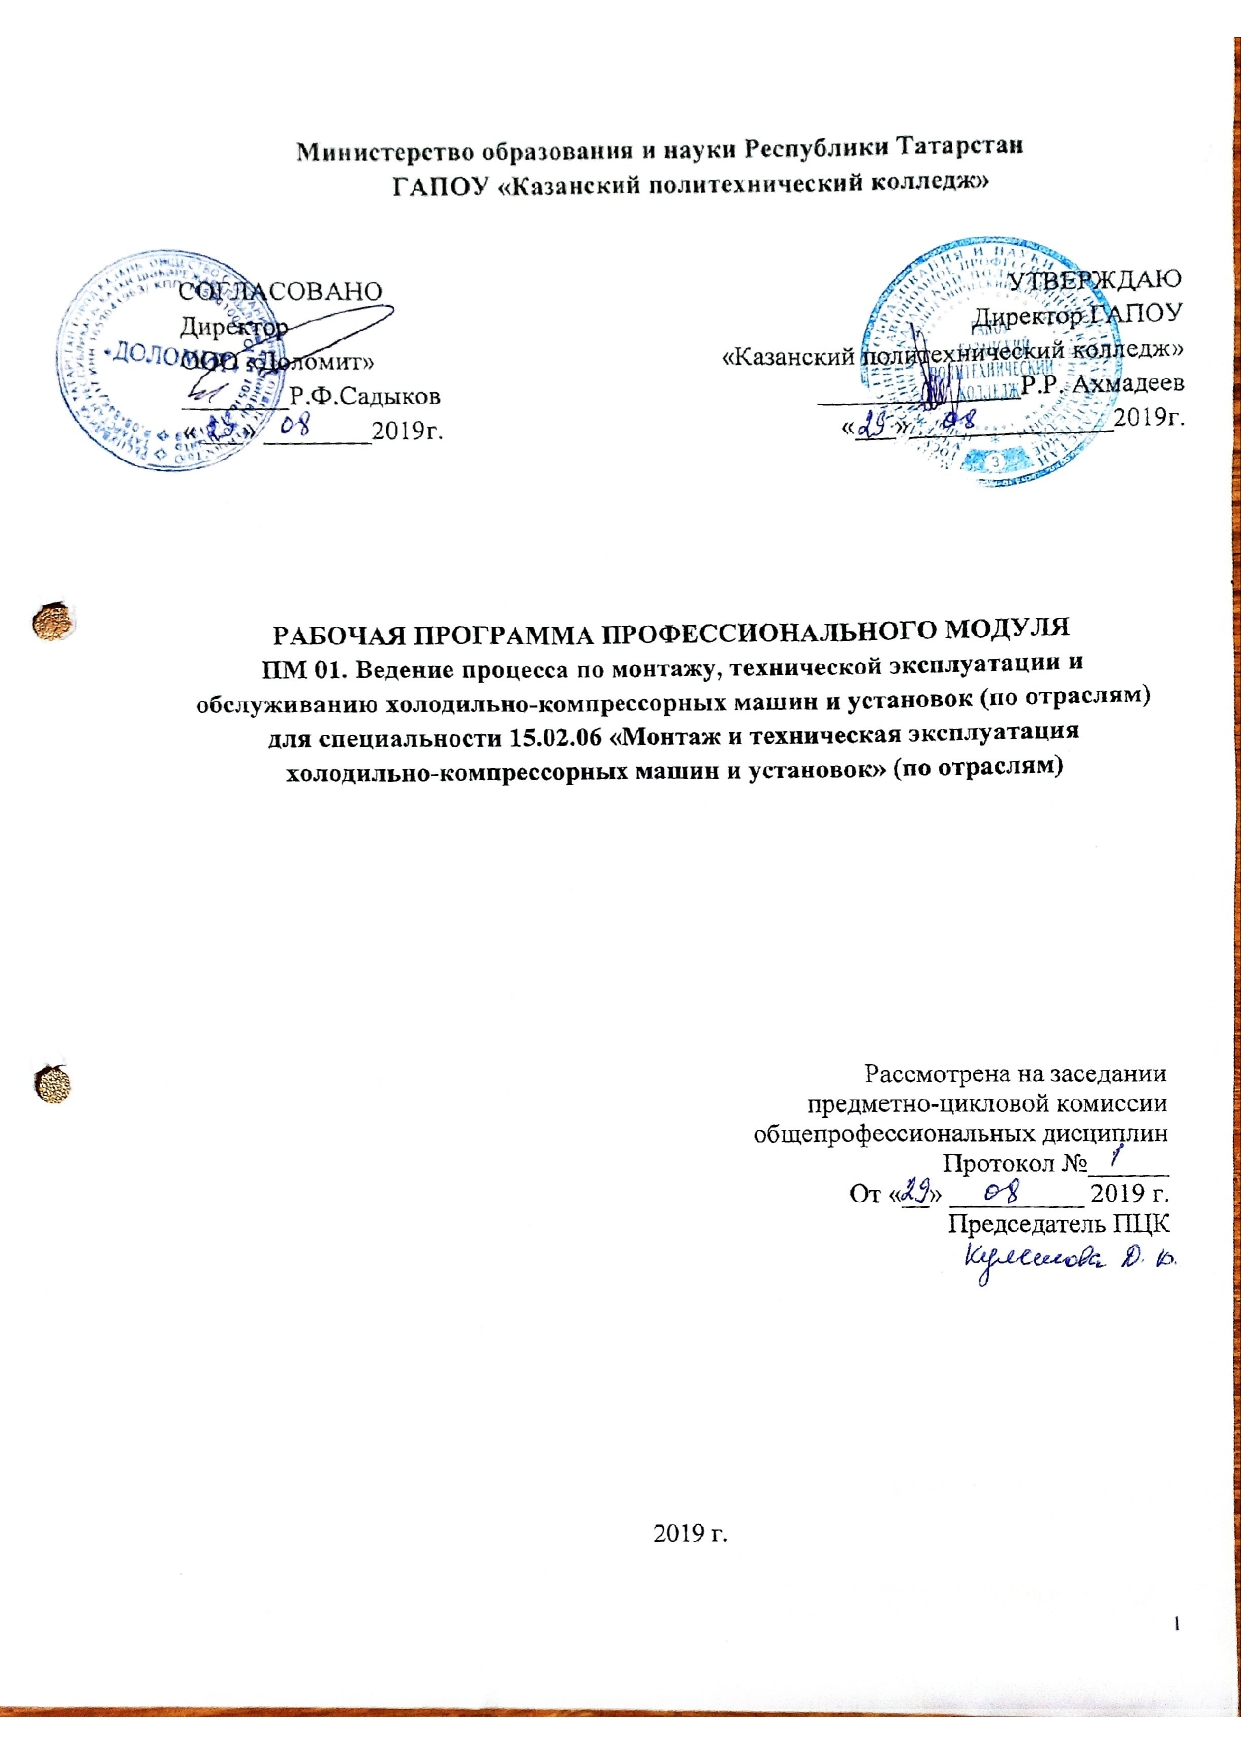 Министерство образования и науки Республики Татарстан
ГАПОУ «Казанский политехнический колледж»
СОГЛАСОВАНО
Директор
ООО «Доломит»
Р.Ф.Садыков
«29» 08 2019г.
•ДОЛОМИТ
УТВЕРЖДАЮ
Директор ГАПОУ
«Казанский политехнический колледж»
Р.Р. Ахмадеев
«29» 08 2019г.
РАБОЧАЯ ПРОГРАММА ПРОФЕССИОНАЛЬНОГО МОДУЛЯ
ПМ 01. Ведение процесса по монтажу, технической эксплуатации и
обслуживанию холодильно-компрессорных машин и установок (по отраслям)
для специальности 15.02.06 «Монтаж и техническая эксплуатация
холодильно-компрессорных машин и установок» (по отраслям)
Рассмотрена на заседании
предметно-цикловой комиссии
общепрофессиональных дисциплин
Протокол № 1
От «29» 08 2019 г.
Председатель ПЦК
2019 г.
1